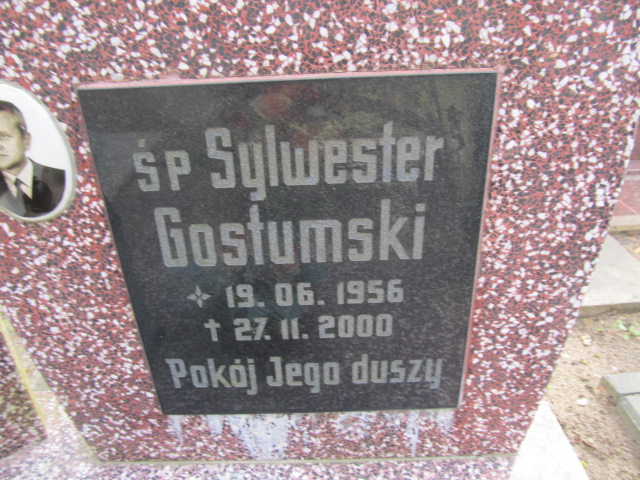 śp Sylwester
Gostumski
19. 06. 1956
† 27. 11. 2000
Pokój Jego duszy